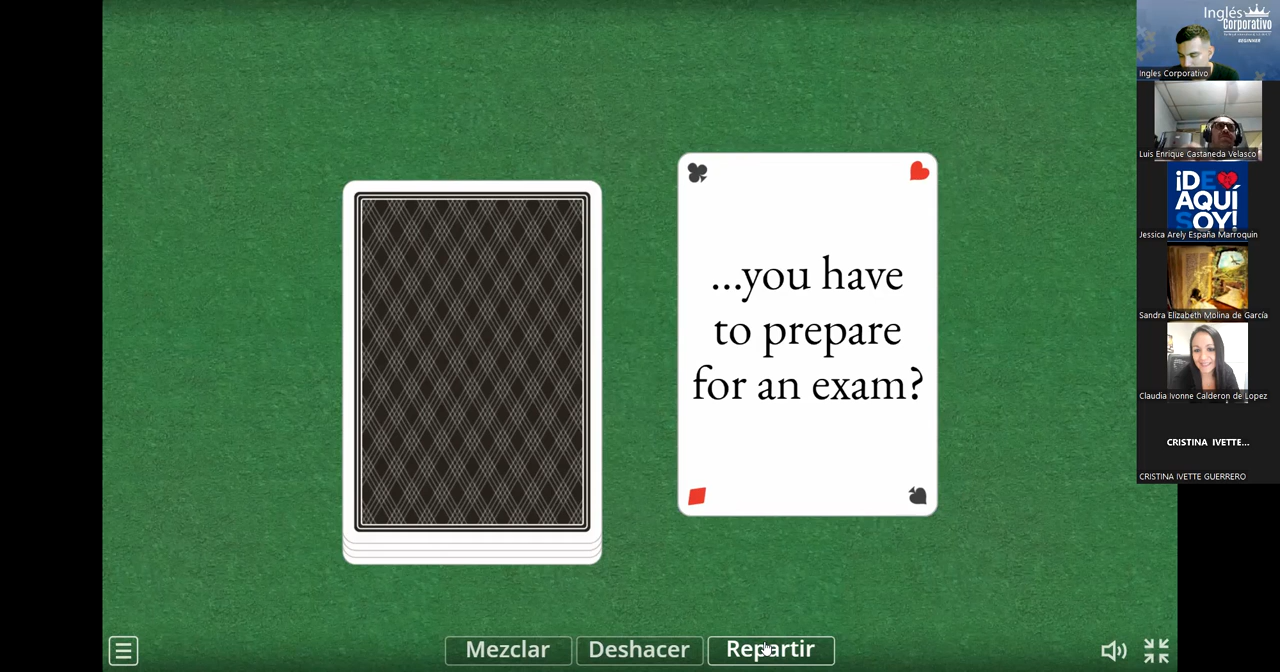 ...you have
to prepare
for an exam?
Mezclar
Deshacer
Repartir
Inglés
Corporativo
BEGINNER
Ingles Corporativo
Luis Enrique Castaneda Velasco
¡DE
AQUÍ
SOY!
Jessica Arely España Marroquin
Sandra Elizabeth Molina de García
Claudia Ivonne Calderon de Lopez
CRISTINA IVETTE...
CRISTINA IVETTE GUERRERO